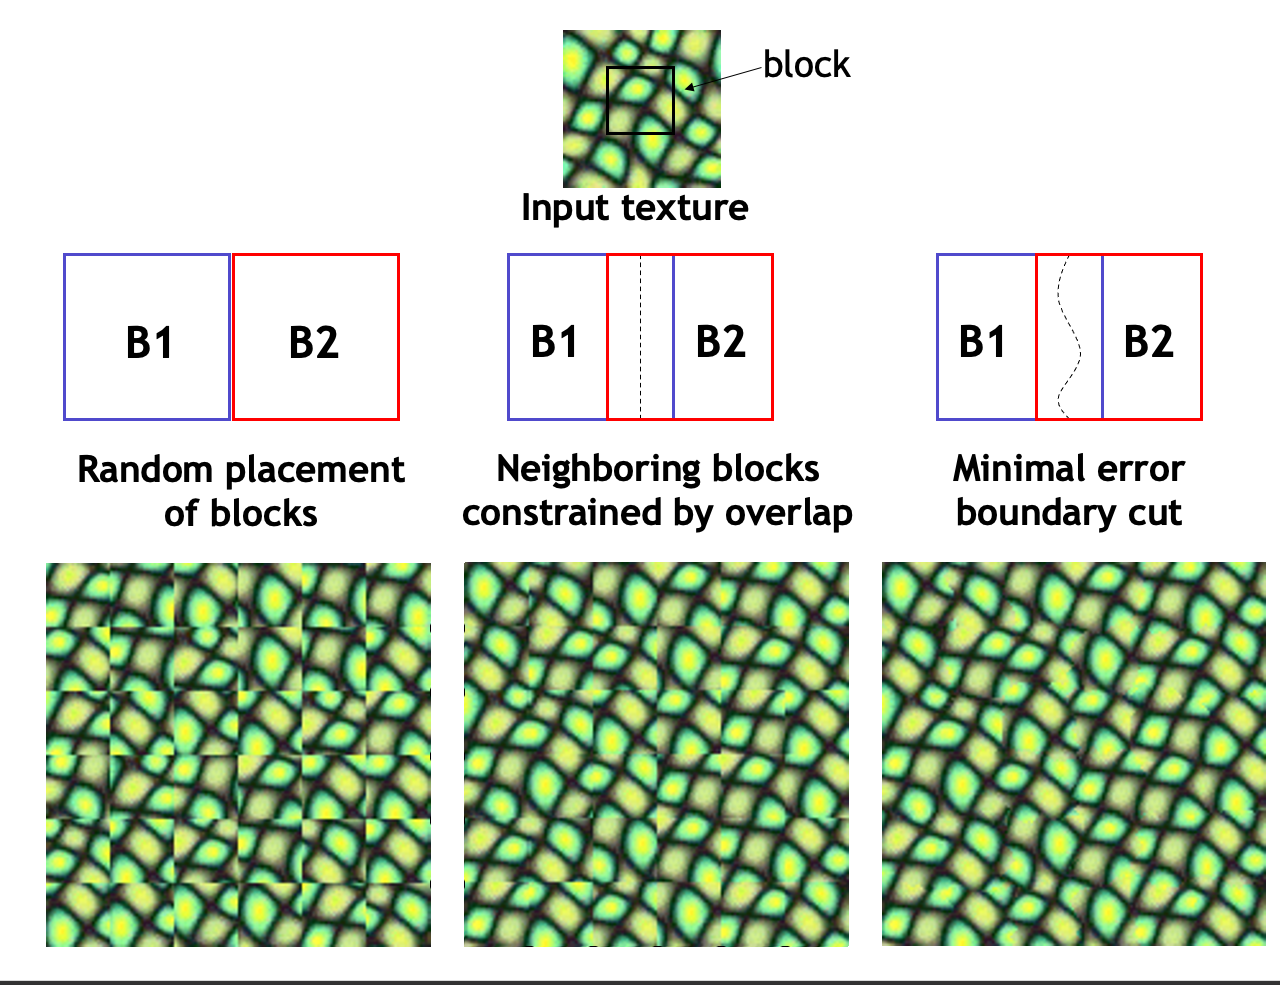 block
Input texture
B1
B2
B1
B2
B1
B2
Random placement
of blocks
Neighboring blocks
constrained by overlap
Minimal error
boundary cut